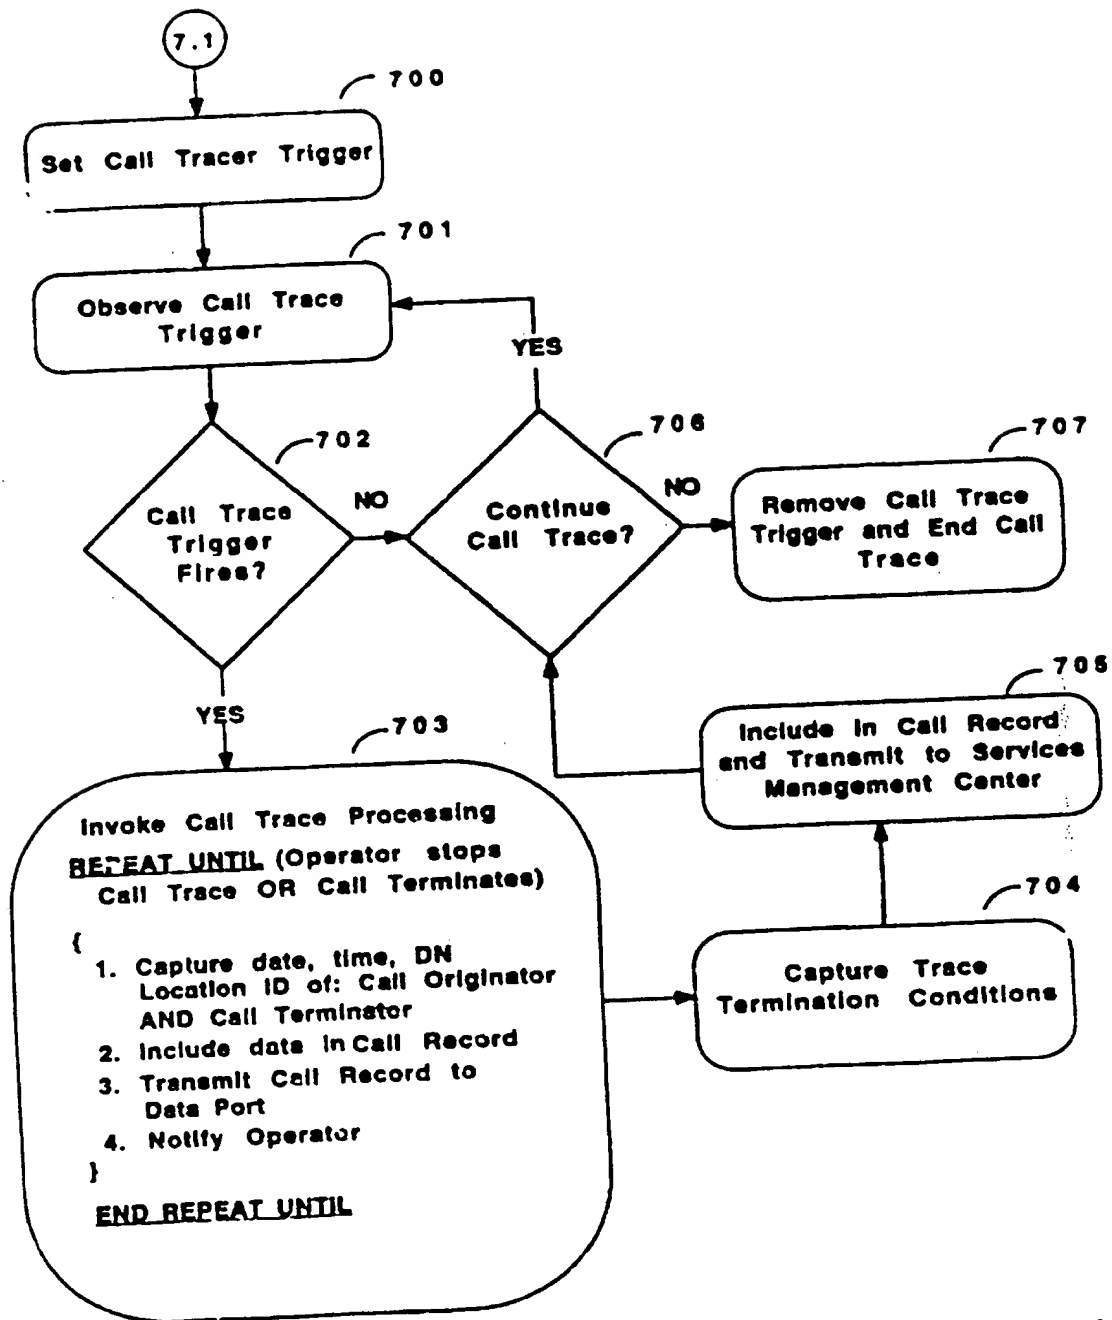 7.1
700
Set Call Tracer Trigger
701
Observe Call Trace
Trigger
YES
702
Call Trace
Trigger
Fires?
NO
706
Continue
Call Trace?
NO
707
Remove Call Trace
Trigger and End Call
Trace
YES
703
Invoke Call Trace Processing
REPEAT UNTIL (Operator stops
Call Trace OR Call Terminates)
{
1. Capture date, time, DN
Location ID of: Call Originator
AND Call Terminator
2. Include data in Call Record
3. Transmit Call Record to
Data Port
4. Notify Operator
}
END REPEAT UNTIL
705
Include in Call Record
and Transmit to Services
Management Center
704
Capture Trace
Termination Conditions